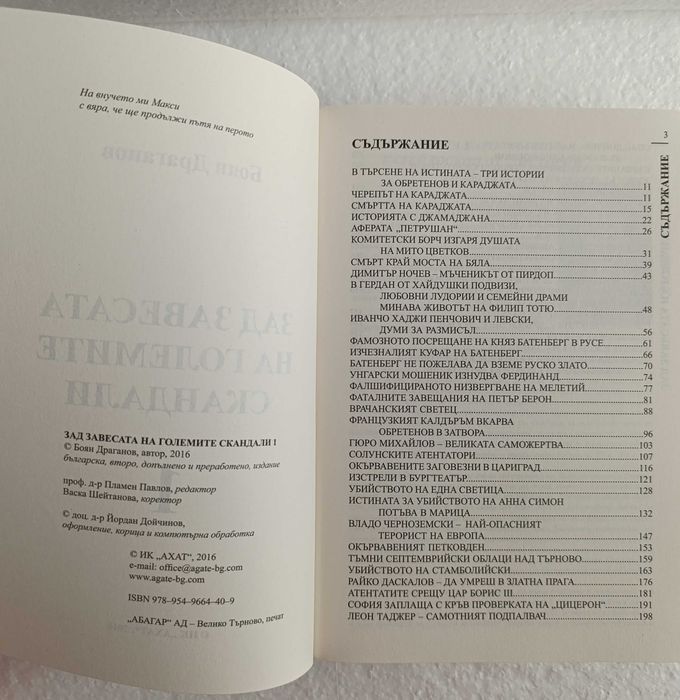 На внучето ми Макси
с вяра, че ще продължи пътя на перото
ЗАД ЗАВЕСАТА НА ГОЛЕМИТЕ СКАНДАЛИ 1
© Боян Драганов, автор, 2016
българска, второ, допълнено и преработено, издание
проф. д-р Пламен Павлов, редактор
Васка Шейтанова, коректор
© доц. д-р Йордан Дойчинов,
оформление, корица и компютърна обработка
© ИК „АХАТ", 2016
e-mail: office@agate-bg.com
www.agate-bg.com
ISBN 978-954-9664-40-9
„АБАГАР" АД – Велико Търново, печат
3
СЪДЪРЖАНИЕ
СЪДЪРЖАНИЕ
В ТЪРСЕНЕ НА ИСТИНАТА – ТРИ ИСТОРИИ
ЗА ОБРЕТЕНОВ И КАРАДЖАТА 11
ЧЕРЕПЪТ НА КАРАДЖАТА 11
СМЪРТТА НА КАРАДЖАТА 15
ИСТОРИЯТА С ДЖАМАДЖАНА 22
АФЕРАТА „ПЕТРУШАН" 26
КОМИТЕТСКИ БОРЧ ИЗГАРЯ ДУШАТА
НА МИТО ЦВЕТКОВ 31
СМЪРТ КРАЙ МОСТА НА БЯЛА 39
ДИМИТЪР НОЧЕВ – МЪЧЕНИКЪТ ОТ ПИРДОП 43
В ГЕРДАН ОТ ХАЙДУШКИ ПОДВИЗИ,
ЛЮБОВНИ ЛУДОРИИ И СЕМЕЙНИ ДРАМИ
МИНАВА ЖИВОТЪТ НА ФИЛИП ТОТЮ 48
ИВАНЧО ХАДЖИ ПЕНЧОВИЧ И ЛЕВСКИ,
ДУМИ ЗА РАЗМИСЪЛ 56
ФАМОЗНОТО ПОСРЕЩАНЕ НА КНЯЗ БАТЕНБЕРГ В РУСЕ 61
ИЗЧЕЗНАЛИЯТ КУФАР НА БАТЕНБЕРГ 66
БАТЕНБЕРГ НЕ ПОЖЕЛАВА ДА ВЗЕМЕ РУСКО ЗЛАТО 70
УНГАРСКИ МОШЕНИК ИЗНУДВА ФЕРДИНАНД 74
ФАЛШИФИЦИРАНОТО НИЗВЕРГВАНЕ НА МЕЛЕТИЙ 77
ФАТАЛНИТЕ ЗАВЕЩАНИЯ НА ПЕТЪР БЕРОН 81
ВРАЧАНСКИЯТ СВЕТЕЦ 88
ФРАНЦУЗКИЯТ КАЛДЪРЪМ ВКАРВА
ОБРЕТЕНОВ В ЗАТВОРА 96
ГЮРО МИХАЙЛОВ – ВЕЛИКАТА САМОЖЕРТВА 103
СОЛУНСКИТЕ АТЕНТАТОРИ 107
ОКЪРВАВЕНИТЕ ЗАГОВЕЗНИ В ЦАРИГРАД 116
ИЗСТРЕЛИ В БУРГТЕАТЪР 121
УБИЙСТВОТО НА ЕДНА СВЕТИЦА 128
ИСТИНАТА ЗА УБИЙСТВОТО НА АННА СИМОН
ПОТЪВА В МАРИЦА 132
ВЛАДО ЧЕРНОЗЕМСКИ – НАЙ-ОПАСНИЯТ
ТЕРОРИСТ НА ЕВРОПА 147
ОКЪРВАВЕНИЯТ ПЕТКОВДЕН 153
ТЪМНИ СЕПТЕМВРИЙСКИ ОБЛАЦИ НАД ТЪРНОВО 159
УБИЙСТВОТО НА СТАМБОЛИЙСКИ 163
РАЙКО ДАСКАЛОВ – ДА УМРЕШ В ЗЛАТНА ПРАГА 176
АТЕНТАТИТЕ СРЕЩУ ЦАР БОРИС III 181
СОФИЯ ЗАПЛАЩА С КРЪВ ПРОВЕРКАТА НА „ЦИЦЕРОН" 191
ЛЕОН ТАДЖЕР – САМОТНИЯТ ПОДПАЛВАЧ 198